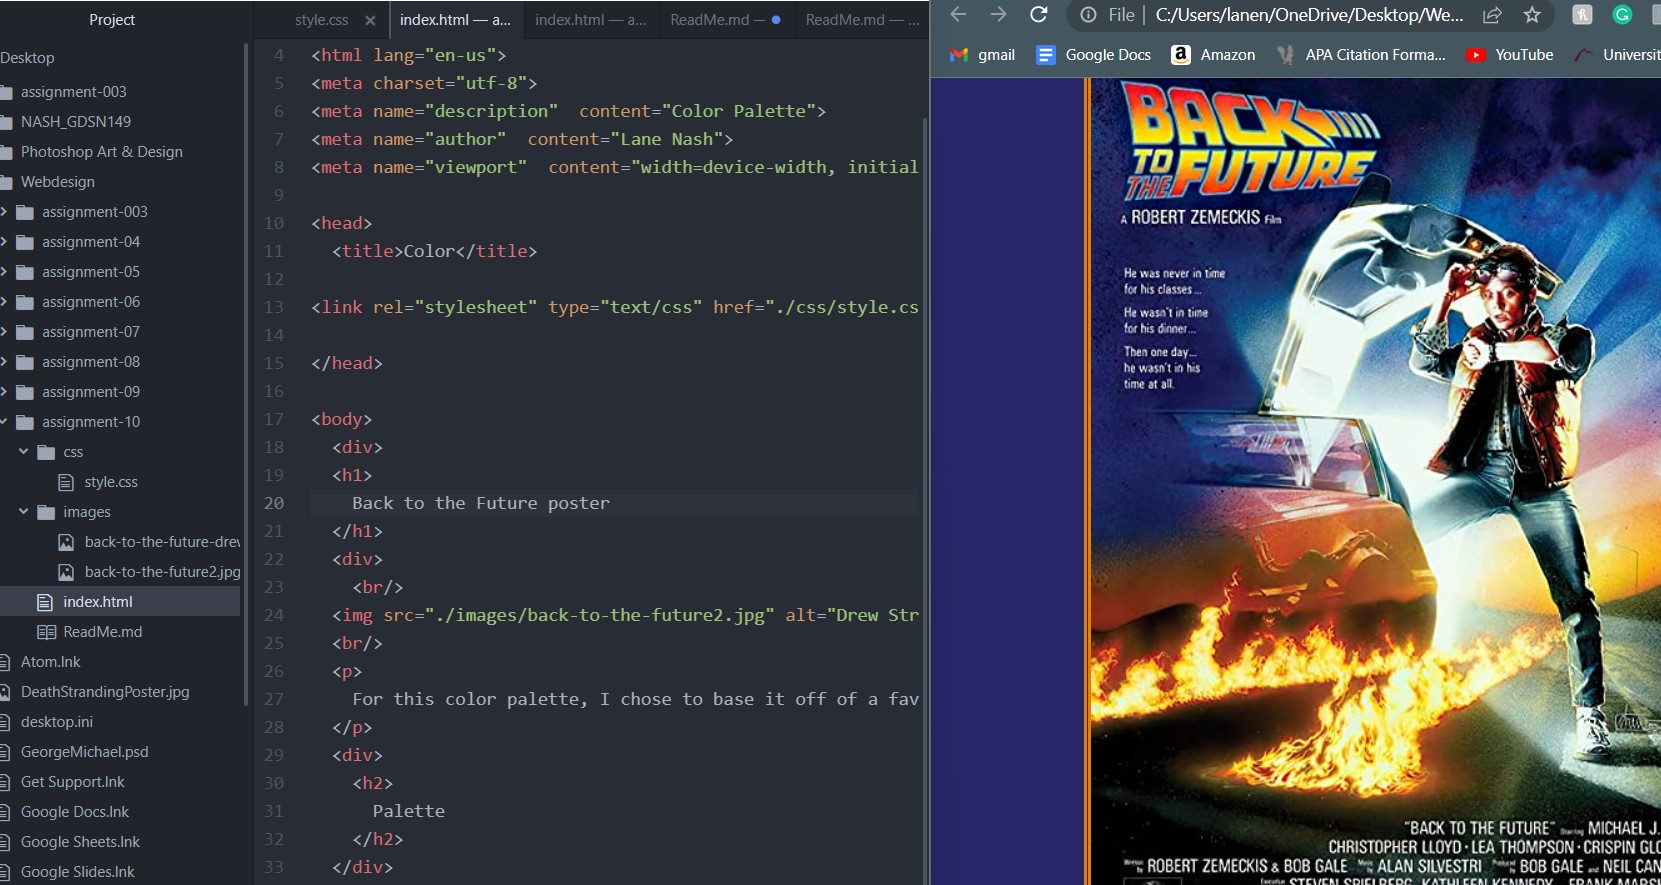 Project
Desktop
assignment-003
NASH_GDSN149
Photoshop Art & Design
Webdesign
assignment-003
assignment-04
assignment-05
assignment-06
assignment-07
assignment-08
assignment-09
assignment-10
css
style.css
images
back-to-the-future-drew
back-to-the-future2.jpg
index.html
ReadMe.md
Atom.lnk
DeathStrandingPoster.jpg
desktop.ini
GeorgeMichael.psd
Get Support.lnk
Google Docs.lnk
Google Sheets.lnk
Google Slides.lnk
style.css
index.html — a...
index.html — a...
ReadMe.md —
ReadMe.md — ...
4 <html lang="en-us">
5 <meta charset="utf-8">
6 <meta name="description"  content="Color Palette">
7 <meta name="author"  content="Lane Nash">
8 <meta name="viewport"  content="width=device-width, initial
9
10 <head>
11 <title>Color</title>
12
13 <link rel="stylesheet" type="text/css" href="./css/style.cs
14
15 </head>
16
17 <body>
18 <div>
19 <h1>
20 Back to the Future poster
21 </h1>
22 <div>
23 <br/>
24 <img src="./images/back-to-the-future2.jpg" alt="Drew Str
25 <br/>
26 <p>
27 For this color palette, I chose to base it off of a fav
28 </p>
29 <div>
30 <h2>
31 Palette
32 </h2>
33 </div>
File | C:/Users/lanen/OneDrive/Desktop/We...
gmail
Google Docs
Amazon
APA Citation Forma...
YouTube
Universit
BACK
TO THE FUTURE
A ROBERT ZEMECKIS Film
He was never in time
for his classes...
He wasn't in time
for his dinner...
Then one day...
he wasn't in his
time at all.
"BACK TO THE FUTURE" Starring MICHAEL J.
CHRISTOPHER LLOYD · LEA THOMPSON · CRISPIN GLO
ROBERT ZEMECKIS & BOB GALE ALAN SILVESTRI BOB GALE AND NEIL CAN
STEVEN SPIELBERG KATHLEEN KENNEDY FRANK MARSH